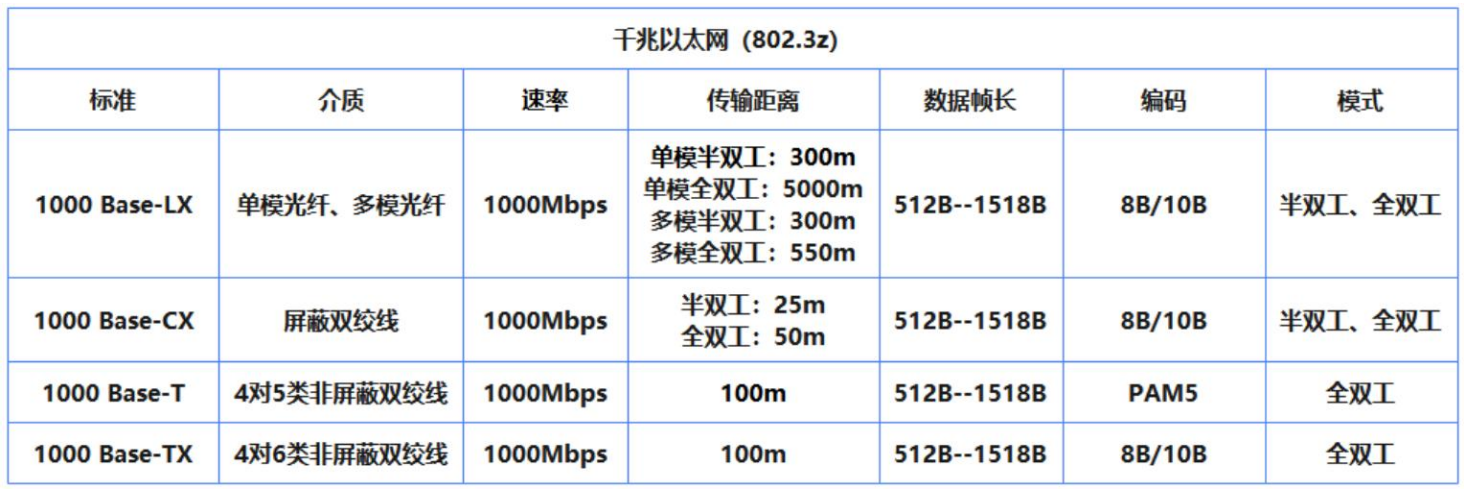 千兆以太网（802.3z）
标准 介质 速率 传输距离 数据帧长 编码 模式
1000 Base-LX 单模光纤、多模光纤 1000Mbps 单模半双工：300m
单模全双工：5000m
多模半双工：300m
多模全双工：550m 512B--1518B 8B/10B 半双工、全双工
1000 Base-CX 屏蔽双绞线 1000Mbps 半双工：25m
全双工：50m 512B--1518B 8B/10B 半双工、全双工
1000 Base-T 4对5类非屏蔽双绞线 1000Mbps 100m 512B--1518B PAM5 全双工
1000 Base-TX 4对6类非屏蔽双绞线 1000Mbps 100m 512B--1518B 8B/10B 全双工